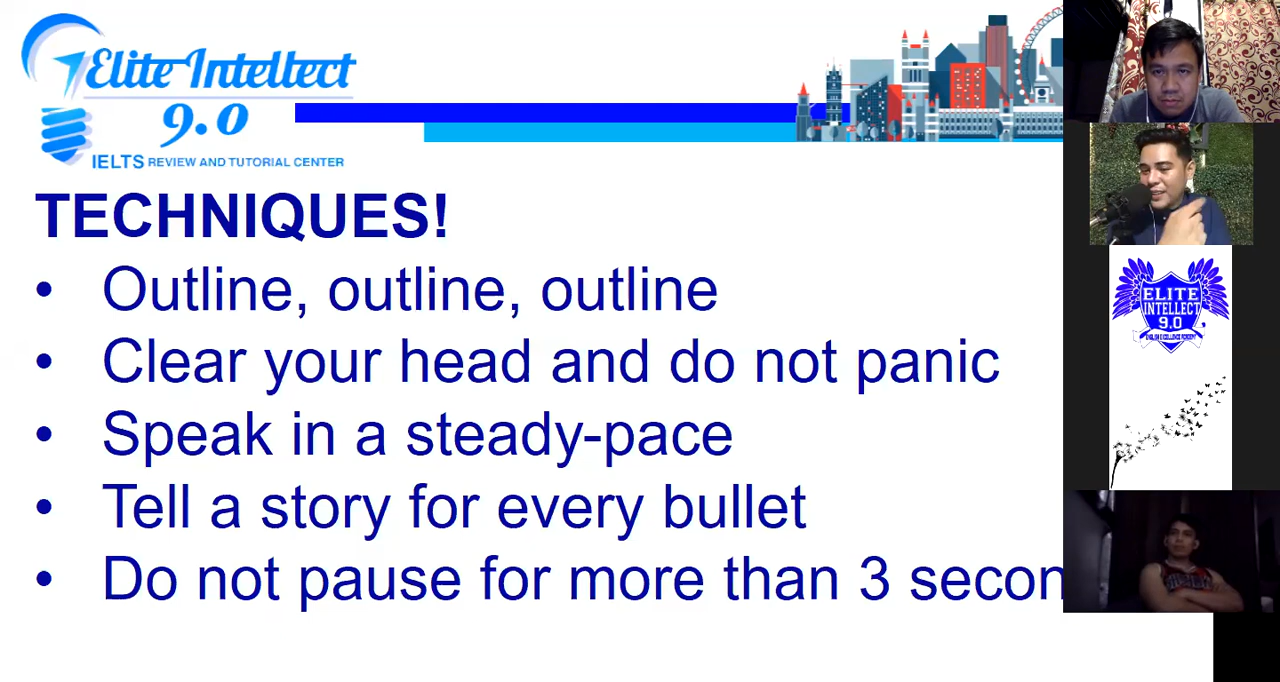 Elite Intellect
9.0
IELTS REVIEW AND TUTORIAL CENTER
TECHNIQUES!
• Outline, outline, outline
• Clear your head and do not panic
• Speak in a steady-pace
• Tell a story for every bullet
• Do not pause for more than 3 secon
ELITE
INTELLECT
9.0